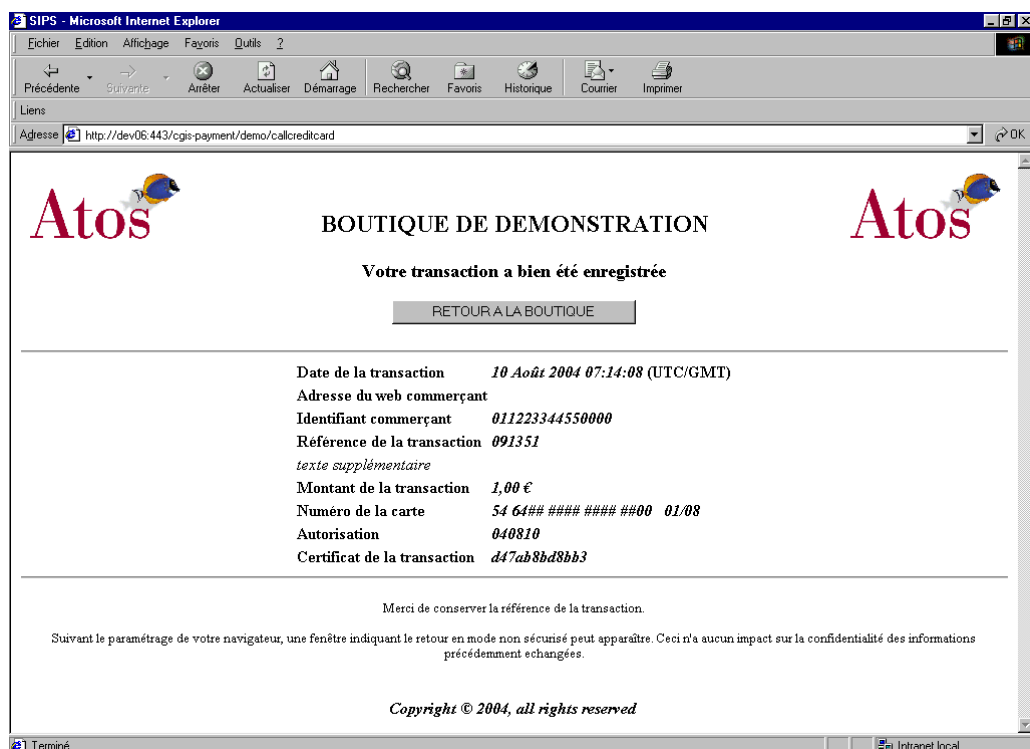 SIPS - Microsoft Internet Explorer
Fichier Edition Affichage Favoris Outils ?
Précédente Suivante Arrêter Actualiser Démarrage Rechercher Favoris Historique Courrier Imprimer
Liens
Adresse http://dev06:443/cgis-payment/demo/callcreditcard OK
Atos Atos
BOUTIQUE DE DEMONSTRATION
Votre transaction a bien été enregistrée
RETOUR A LA BOUTIQUE
Date de la transaction 10 Août 2004 07:14:08 (UTC/GMT)
Adresse du web commerçant
Identifiant commerçant 011223344550000
Référence de la transaction 091351
texte supplémentaire
Montant de la transaction 1,00 €
Numéro de la carte 54 64## #### #### ##00 01/08
Autorisation 040810
Certificat de la transaction d47ab8bd8bb3
Merci de conserver la référence de la transaction.
Suivant le paramétrage de votre navigateur, une fenêtre indiquant le retour en mode non sécurisé peut apparaître. Ceci n'a aucun impact sur la confidentialité des informations
précédemment echangées.
Copyright © 2004, all rights reserved
Terminé Intranet local